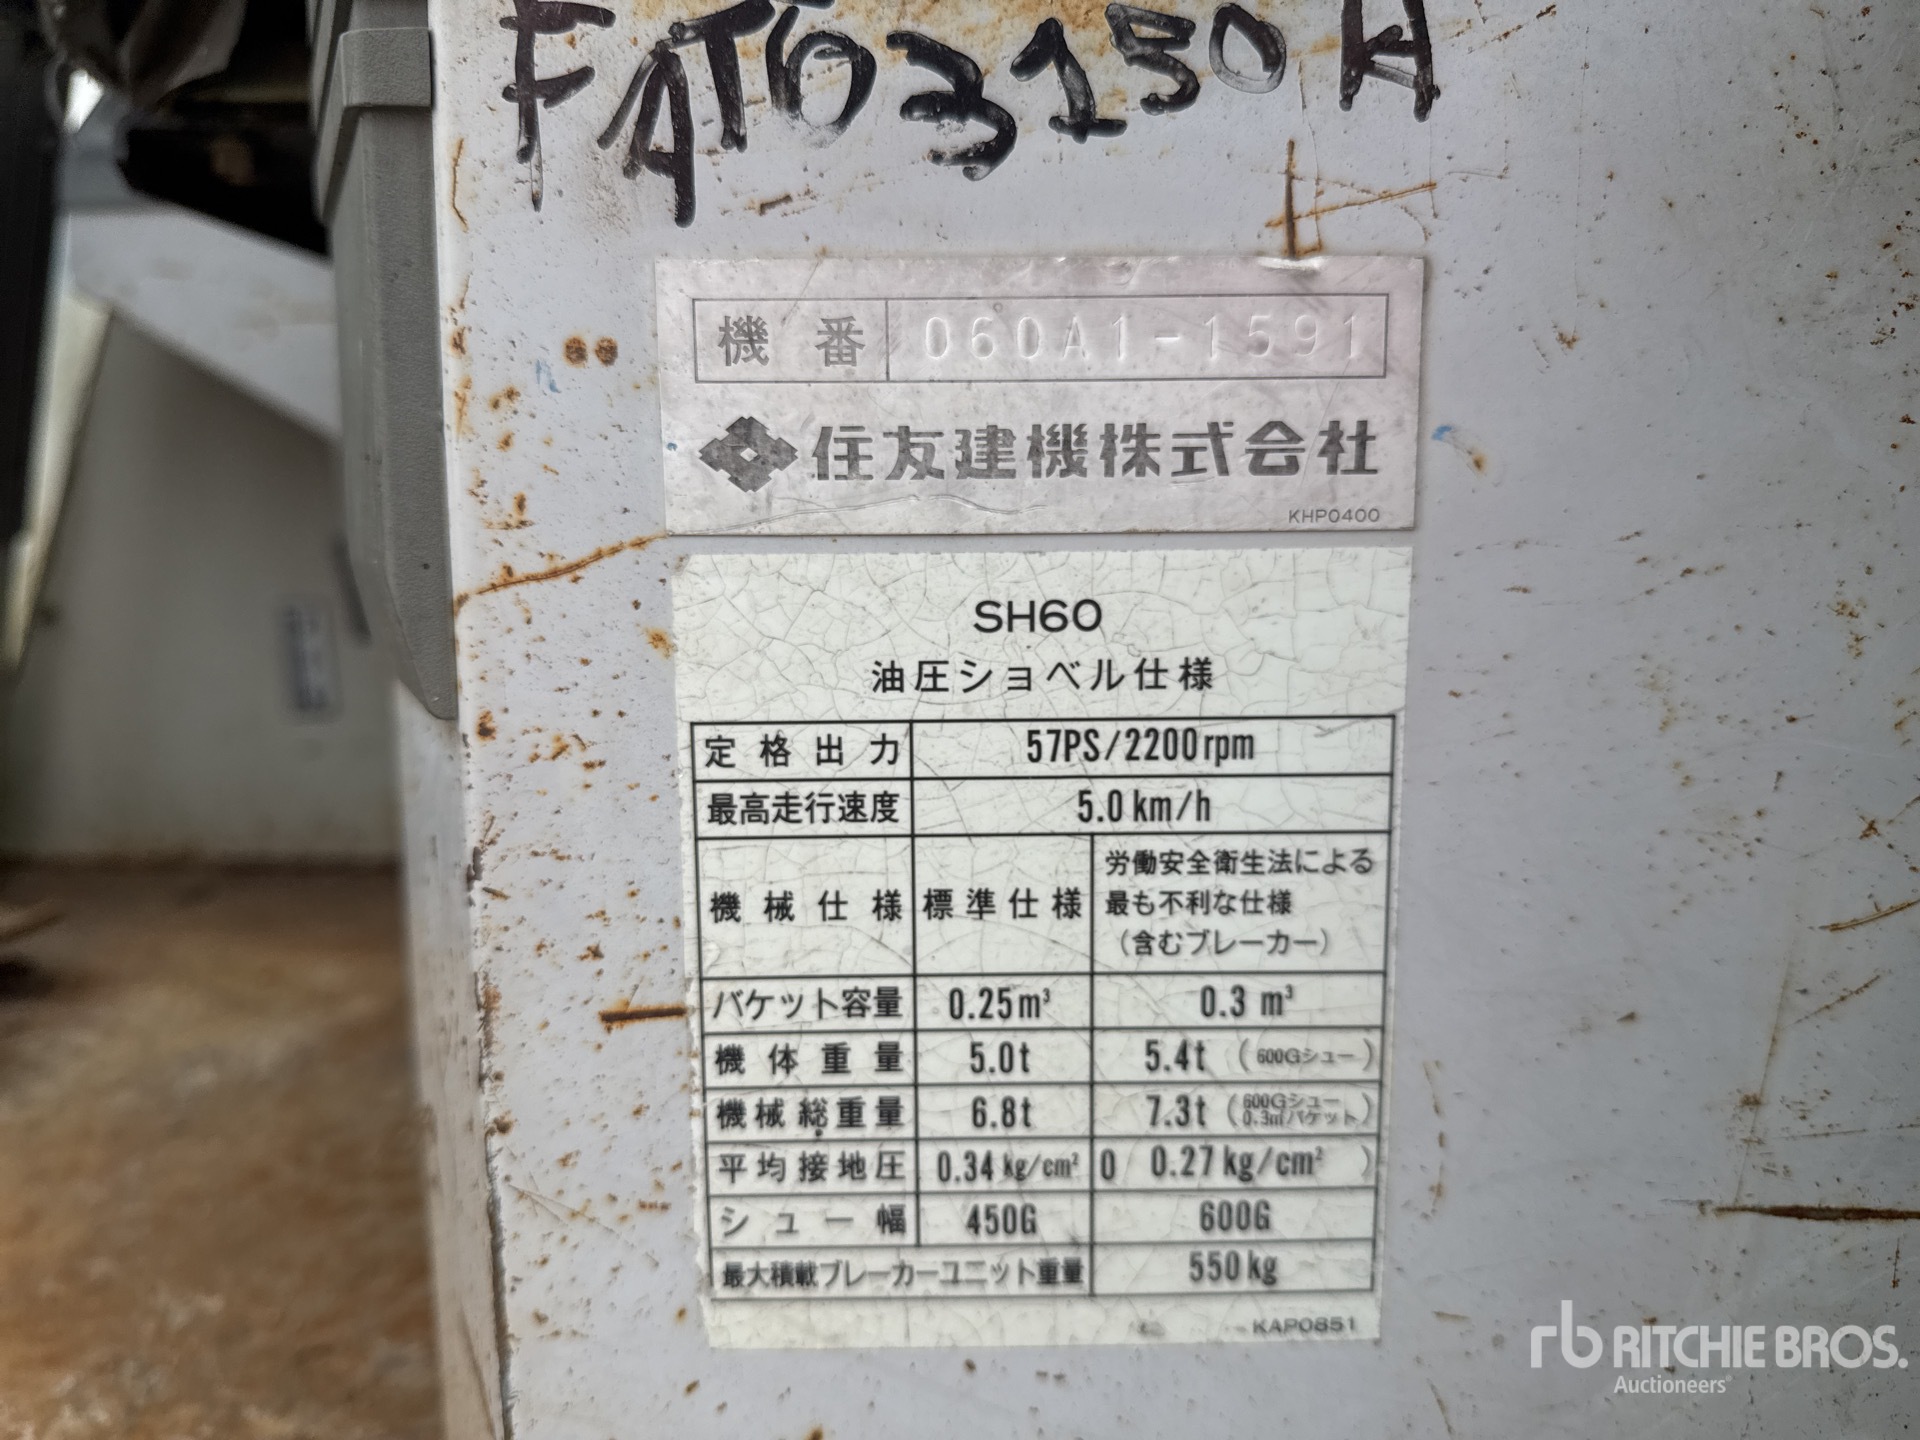 FAT63150A
機番 060A1-1591
住友建機株式会社
KHP0400
SH60
油圧ショベル仕様
定格出力 57PS/2200rpm
最高走行速度 5.0km/h
機械仕様 標準仕様 労働安全衛生法による
最も不利な仕様
(含むブレーカー)
バケット容量 0.25m³ 0.3m³
機体重量 5.0t 5.4t (600Gシュー)
機械総重量 6.8t 7.3t (600Gシュー 0.3㎥バケット)
平均接地圧 0.34kg/cm² 0 0.27kg/cm² )
シュー幅 450G 600G
最大積載ブレーカーユニット重量 550kg
KAP0851
rb RITCHIE BROS.
Auctioneers